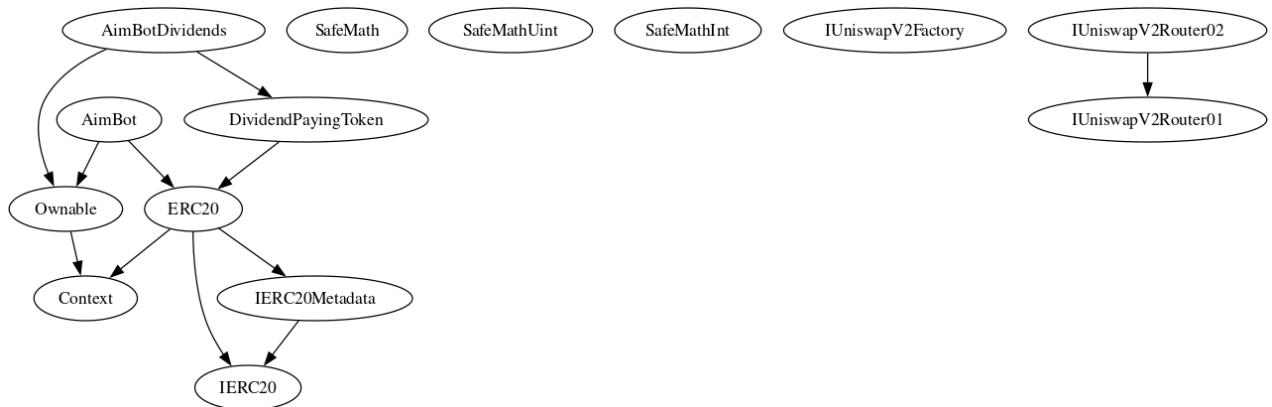 AimBotDividends
SafeMath
SafeMathUint
SafeMathInt
IUniswapV2Factory
IUniswapV2Router02
AimBot
DividendPayingToken
IUniswapV2Router01
Ownable
ERC20
Context
IERC20Metadata
IERC20